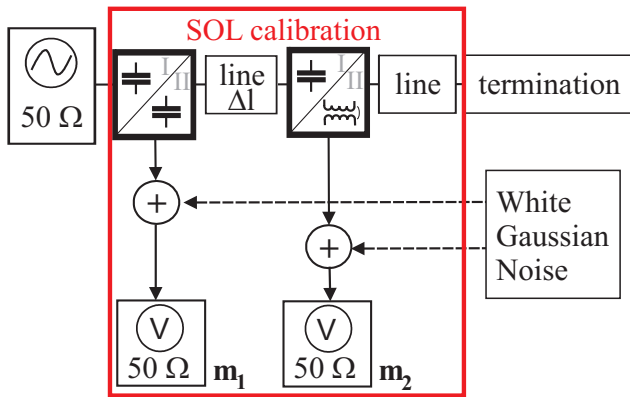 SOL calibration
50 Ω
I
II
line
Δl
I
II
line
termination
+
+
White
Gaussian
Noise
V
50 Ω
m1
V
50 Ω
m2